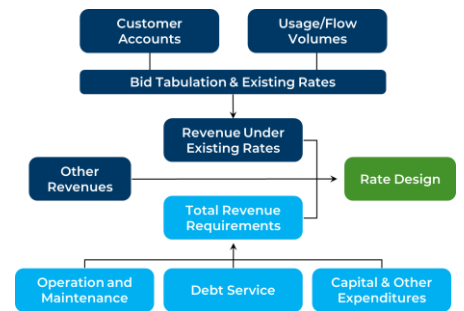 Customer
Accounts
Usage/Flow
Volumes
Bid Tabulation & Existing Rates
Revenue Under
Existing Rates
Other
Revenues
Rate Design
Total Revenue
Requirements
Operation and
Maintenance
Debt Service
Capital & Other
Expenditures